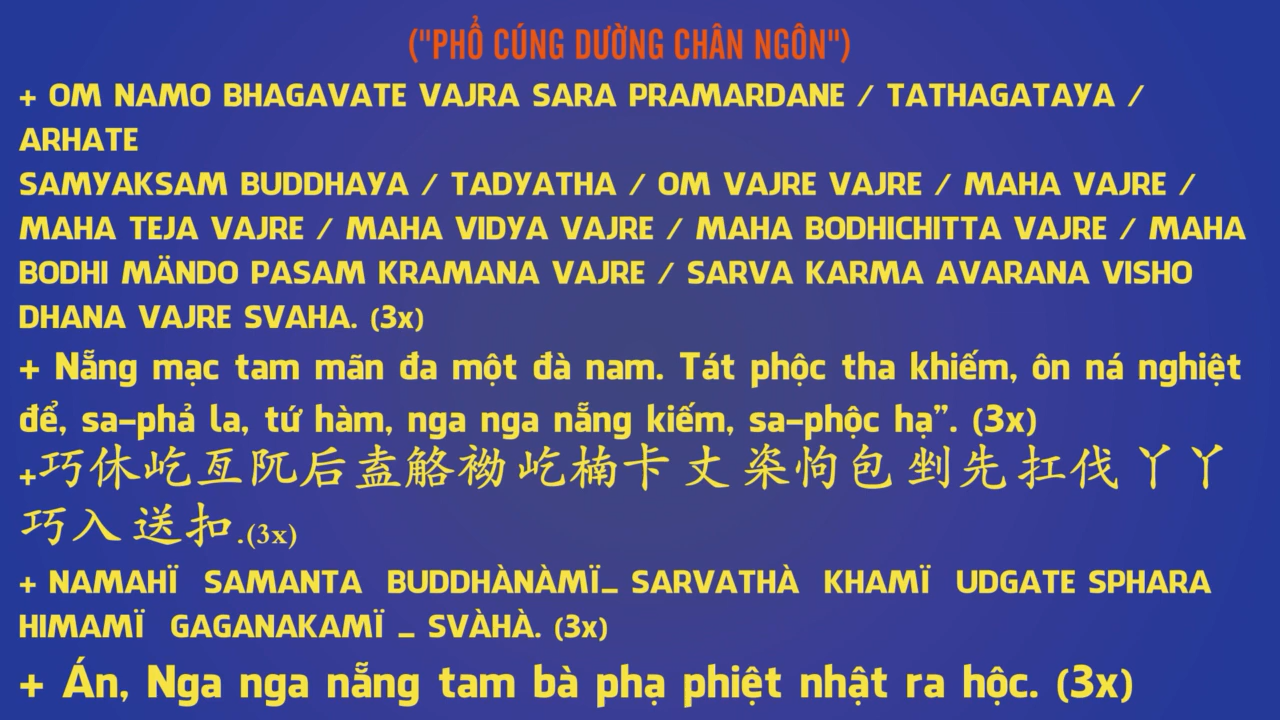 ("PHỔ CÚNG DƯỜNG CHÂN NGÔN")
+ OM NAMO BHAGAVATE VAJRA SARA PRAMARDANE / TATHAGATAYA /
ARHATE
SAMYAKSAM BUDDHAYA / TADYATHA / OM VAJRE VAJRE / MAHA VAJRE /
MAHA TEJA VAJRE / MAHA VIDYA VAJRE / MAHA BODHICHITTA VAJRE / MAHA
BODHI MÄNDO PASAM KRAMANA VAJRE / SARVA KARMA AVARANA VISHO
DHANA VAJRE SVAHA. (3x)
+ Nẵng mạc tam mãn đa một đà nam. Tát phộc tha khiếm, ôn ná nghiệt
để, sa-phả la, tứ hàm, nga nga nẵng kiếm, sa-phộc hạ”. (3x)
+巧休屹亙阢后盍觡袎屹楠卡丈栥怐包剉先扛伐丫丫
巧入送扣.(3x)
+ NAMAHÏ SAMANTA BUDDHÀNÀMÏ_ SARVATHÀ KHAMÏ UDGATE SPHARA
HIMAMÏ GAGANAKAMÏ _ SVÀHÀ. (3x)
+ Án, Nga nga nẵng tam bà phạ phiệt nhật ra hộc. (3x)